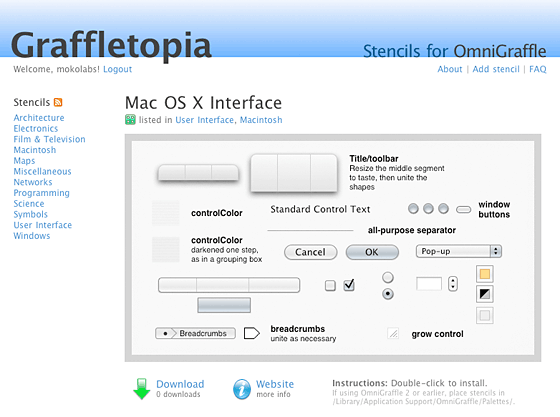 Graffletopia
Stencils for OmniGraffle
Welcome, mokolabs! Logout
About | Add stencil | FAQ
Stencils
Architecture
Electronics
Film & Television
Macintosh
Maps
Miscellaneous
Networks
Programming
Science
Symbols
User Interface
Windows
Mac OS X Interface
listed in User Interface, Macintosh
Title/toolbar
Resize the middle segment
to taste, then unite the
shapes
controlColor
Standard Control Text
window
buttons
all-purpose separator
controlColor
darkened one step,
as in a grouping box
Cancel
OK
Pop-up
Breadcrumbs
breadcrumbs
unite as necessary
grow control
Download
0 downloads
Website
more info
Instructions: Double-click to install.
If using OmniGraffle 2 or earlier, place stencils in
/Library/Application Support/OmniGraffle/Palettes/.